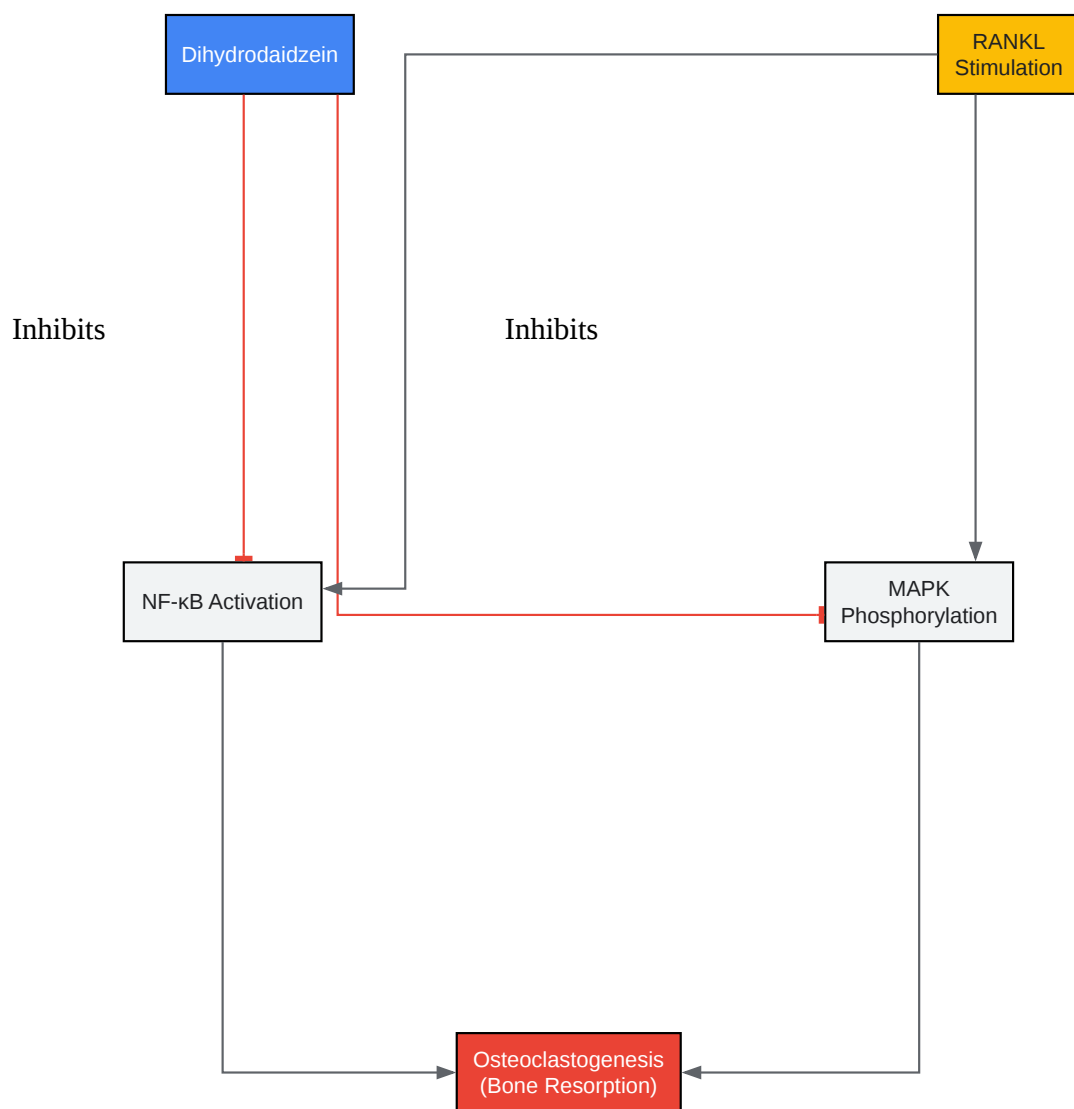 Dihydrodaidzein
RANKL
Stimulation
Inhibits
Inhibits
NF-κB Activation
MAPK
Phosphorylation
Osteoclastogenesis
(Bone Resorption)